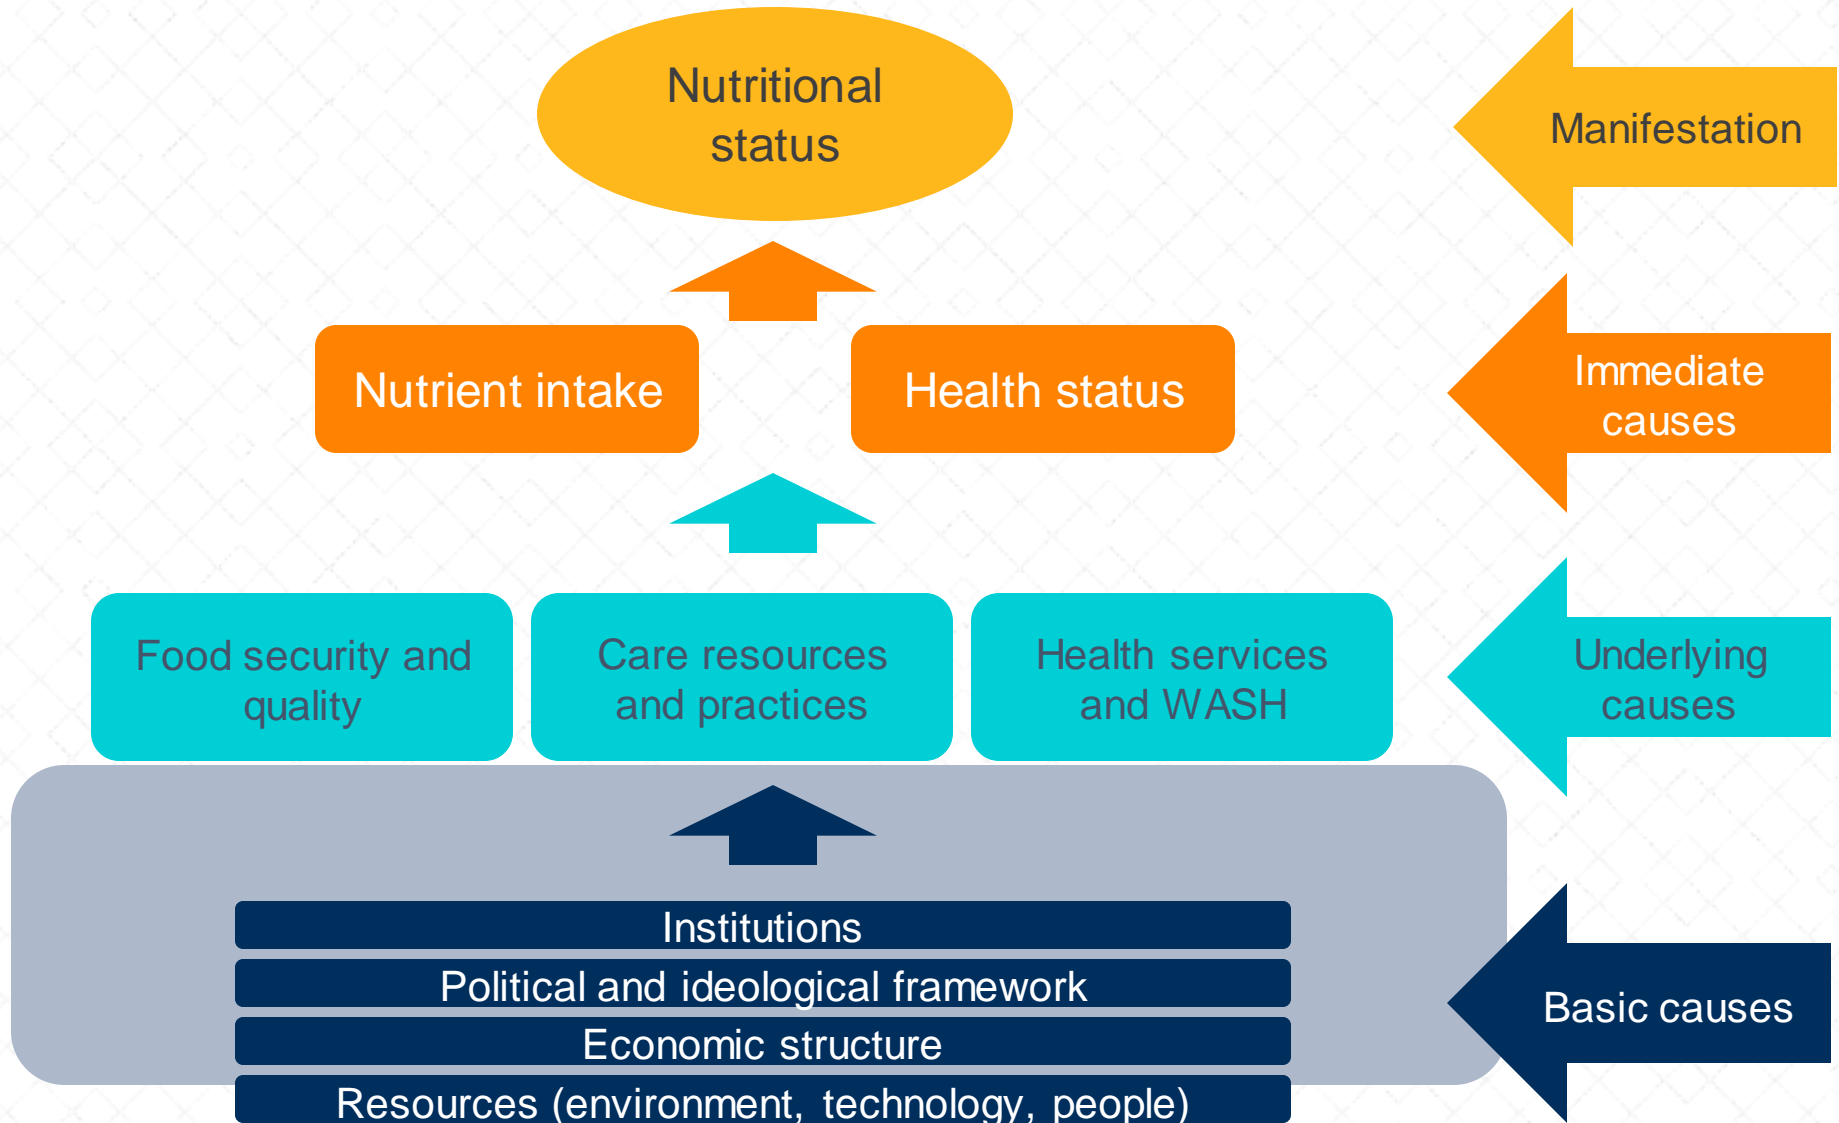 Nutritional
status
Manifestation
Nutrient intake
Health status
Immediate
causes
Food security and
quality
Care resources
and practices
Health services
and WASH
Underlying
causes
Institutions
Political and ideological framework
Economic structure
Resources (environment, technology, people)
Basic causes